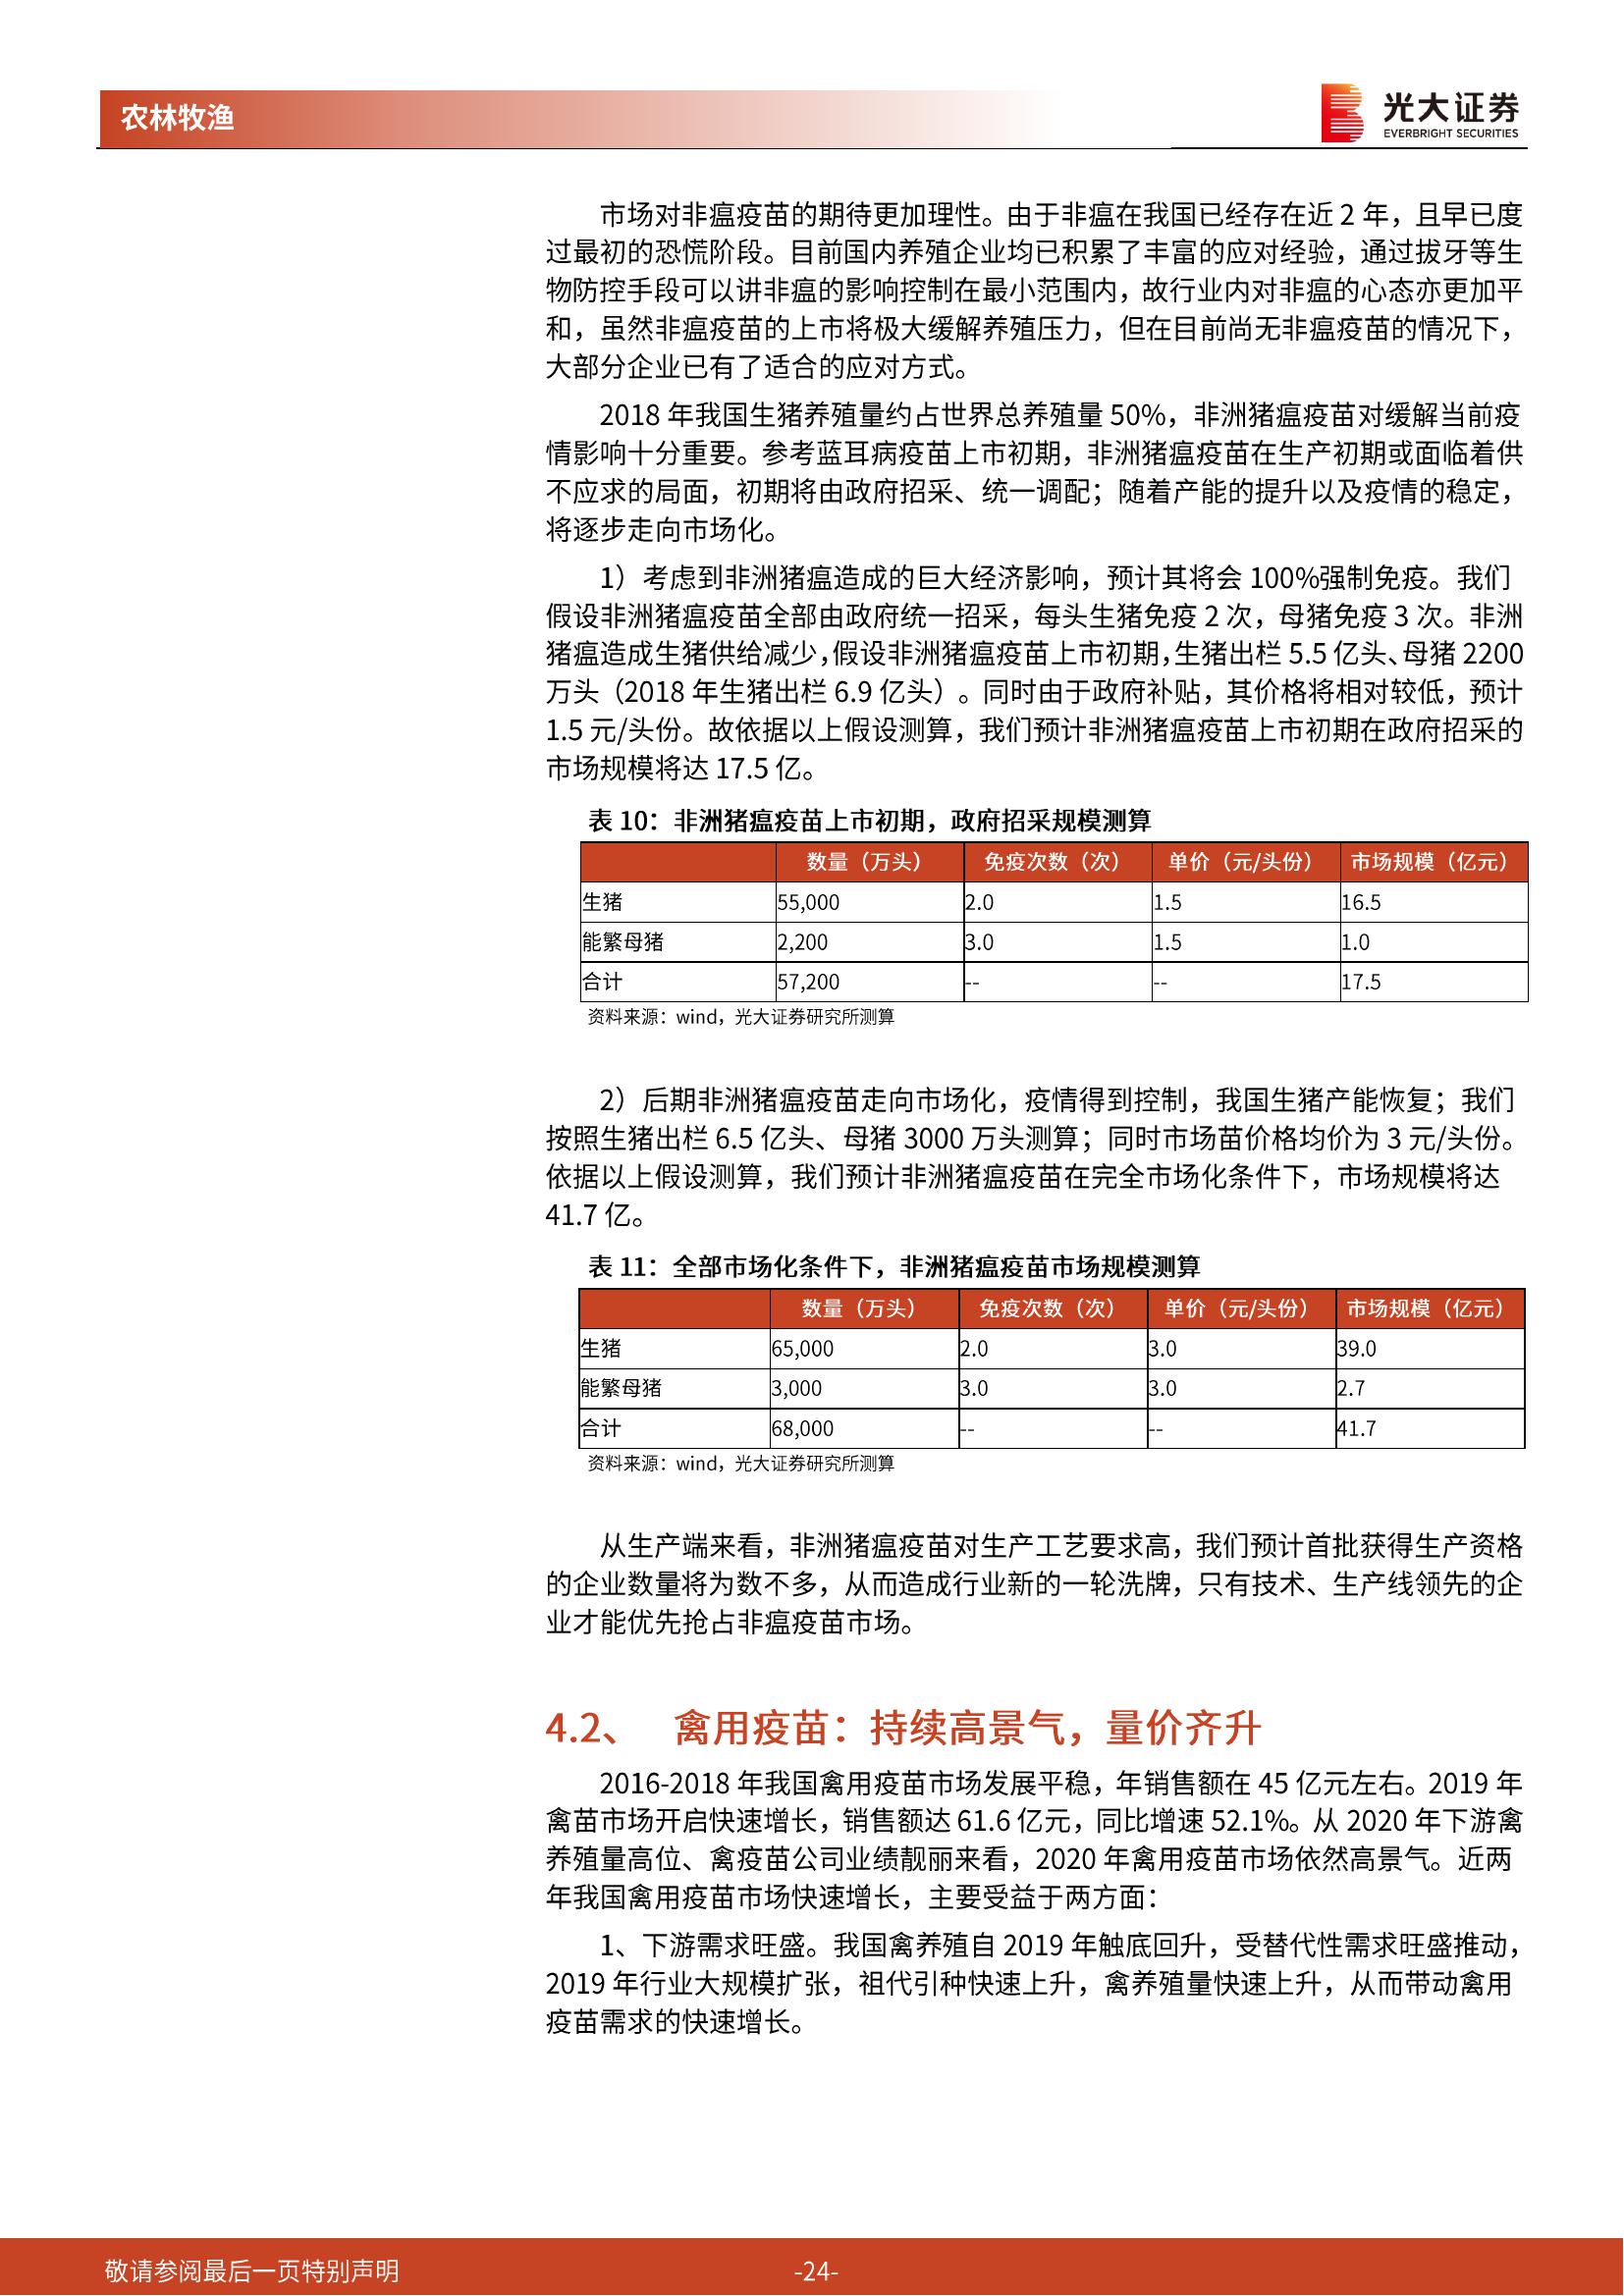 农林牧渔
光大证券
EVERBRIGHT SECURITIES
市场对非瘟疫苗的期待更加理性。由于非瘟在我国已经存在近 2 年，且早已度
过最初的恐慌阶段。目前国内养殖企业均已积累了丰富的应对经验，通过拔牙等生
物防控手段可以讲非瘟的影响控制在最小范围内，故行业内对非瘟的心态亦更加平
和，虽然非瘟疫苗的上市将极大缓解养殖压力，但在目前尚无非瘟疫苗的情况下，
大部分企业已有了适合的应对方式。
2018 年我国生猪养殖量约占世界总养殖量 50%，非洲猪瘟疫苗对缓解当前疫
情影响十分重要。参考蓝耳病疫苗上市初期，非洲猪瘟疫苗在生产初期或面临着供
不应求的局面，初期将由政府招采、统一调配；随着产能的提升以及疫情的稳定，
将逐步走向市场化。
1）考虑到非洲猪瘟造成的巨大经济影响，预计其将会 100%强制免疫。我们
假设非洲猪瘟疫苗全部由政府统一招采，每头生猪免疫 2 次，母猪免疫 3 次。非洲
猪瘟造成生猪供给减少，假设非洲猪瘟疫苗上市初期，生猪出栏 5.5 亿头、母猪 2200
万头（2018 年生猪出栏 6.9 亿头）。同时由于政府补贴，其价格将相对较低，预计
1.5 元/头份。故依据以上假设测算，我们预计非洲猪瘟疫苗上市初期在政府招采的
市场规模将达 17.5 亿。
表 10：非洲猪瘟疫苗上市初期，政府招采规模测算
数量（万头） 免疫次数（次） 单价（元/头份） 市场规模（亿元）
生猪 55,000 2.0 1.5 16.5
能繁母猪 2,200 3.0 1.5 1.0
合计 57,200 -- -- 17.5
资料来源：wind，光大证券研究所测算
2）后期非洲猪瘟疫苗走向市场化，疫情得到控制，我国生猪产能恢复；我们
按照生猪出栏 6.5 亿头、母猪 3000 万头测算；同时市场苗价格均价为 3 元/头份。
依据以上假设测算，我们预计非洲猪瘟疫苗在完全市场化条件下，市场规模将达
41.7 亿。
表 11：全部市场化条件下，非洲猪瘟疫苗市场规模测算
数量（万头） 免疫次数（次） 单价（元/头份） 市场规模（亿元）
生猪 65,000 2.0 3.0 39.0
能繁母猪 3,000 3.0 3.0 2.7
合计 68,000 -- -- 41.7
资料来源：wind，光大证券研究所测算
从生产端来看，非洲猪瘟疫苗对生产工艺要求高，我们预计首批获得生产资格
的企业数量将为数不多，从而造成行业新的一轮洗牌，只有技术、生产线领先的企
业才能优先抢占非瘟疫苗市场。
4.2、 禽用疫苗：持续高景气，量价齐升
2016-2018 年我国禽用疫苗市场发展平稳，年销售额在 45 亿元左右。2019 年
禽苗市场开启快速增长，销售额达 61.6 亿元，同比增速 52.1%。从 2020 年下游禽
养殖量高位、禽疫苗公司业绩靓丽来看，2020 年禽用疫苗市场依然高景气。近两
年我国禽用疫苗市场快速增长，主要受益于两方面：
1、下游需求旺盛。我国禽养殖自 2019 年触底回升，受替代性需求旺盛推动，
2019 年行业大规模扩张，祖代引种快速上升，禽养殖量快速上升，从而带动禽用
疫苗需求的快速增长。
敬请参阅最后一页特别声明 -24-